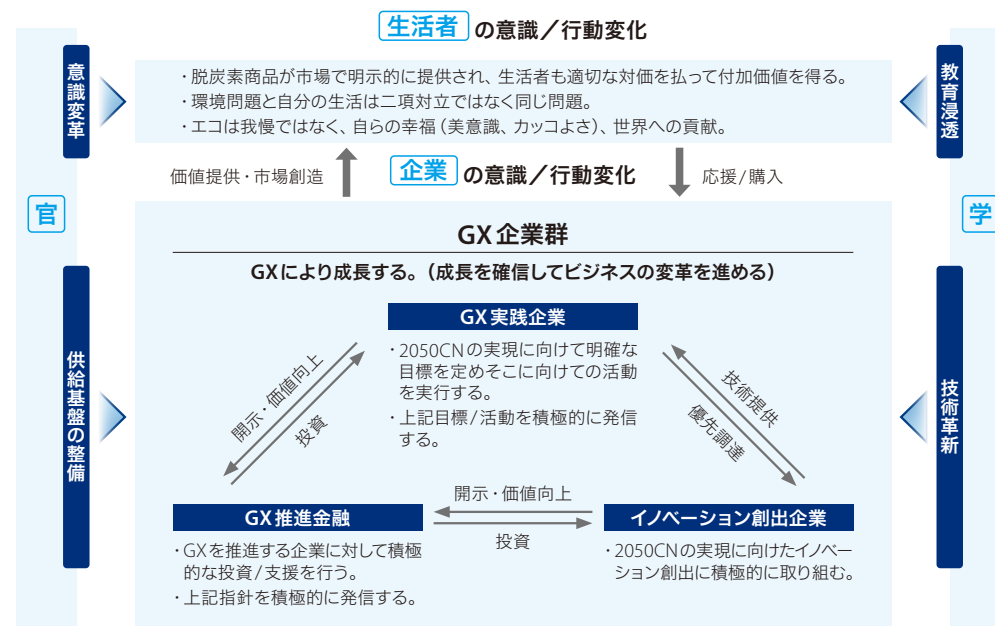 生活者 の意識／行動変化
官
学
意識変革
教育浸透
・脱炭素商品が市場で明示的に提供され、生活者も適切な対価を払って付加価値を得る。
・環境問題と自分の生活は二項対立ではなく同じ問題。
・エコは我慢ではなく、自らの幸福（美意識、カッコよさ）、世界への貢献。
価値提供・市場創造
企業 の意識／行動変化
応援/購入
供給基盤の整備
技術革新
GX企業群
GXにより成長する。（成長を確信してビジネスの変革を進める）
GX実践企業
・2050CNの実現に向けて明確な
目標を定めそこに向けての活動
を実行する。
・上記目標/活動を積極的に発信
する。
開示・価値向上
投資
技術提供
優先調達
開示・価値向上
投資
GX推進金融
・GXを推進する企業に対して積極
的な投資/支援を行う。
・上記指針を積極的に発信する。
イノベーション創出企業
・2050CNの実現に向けたイノベー
ション創出に積極的に取り組む。